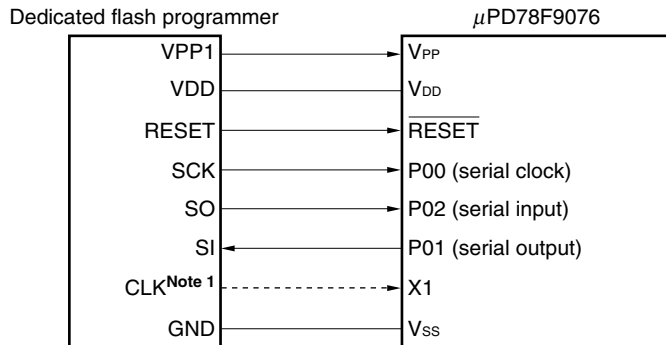 Dedicated flash programmer μPD78F9076
VPP1 VPP
VDD VDD
RESET RESET
SCK P00 (serial clock)
SO P02 (serial input)
SI P01 (serial output)
CLKNote 1 X1
GND VSS